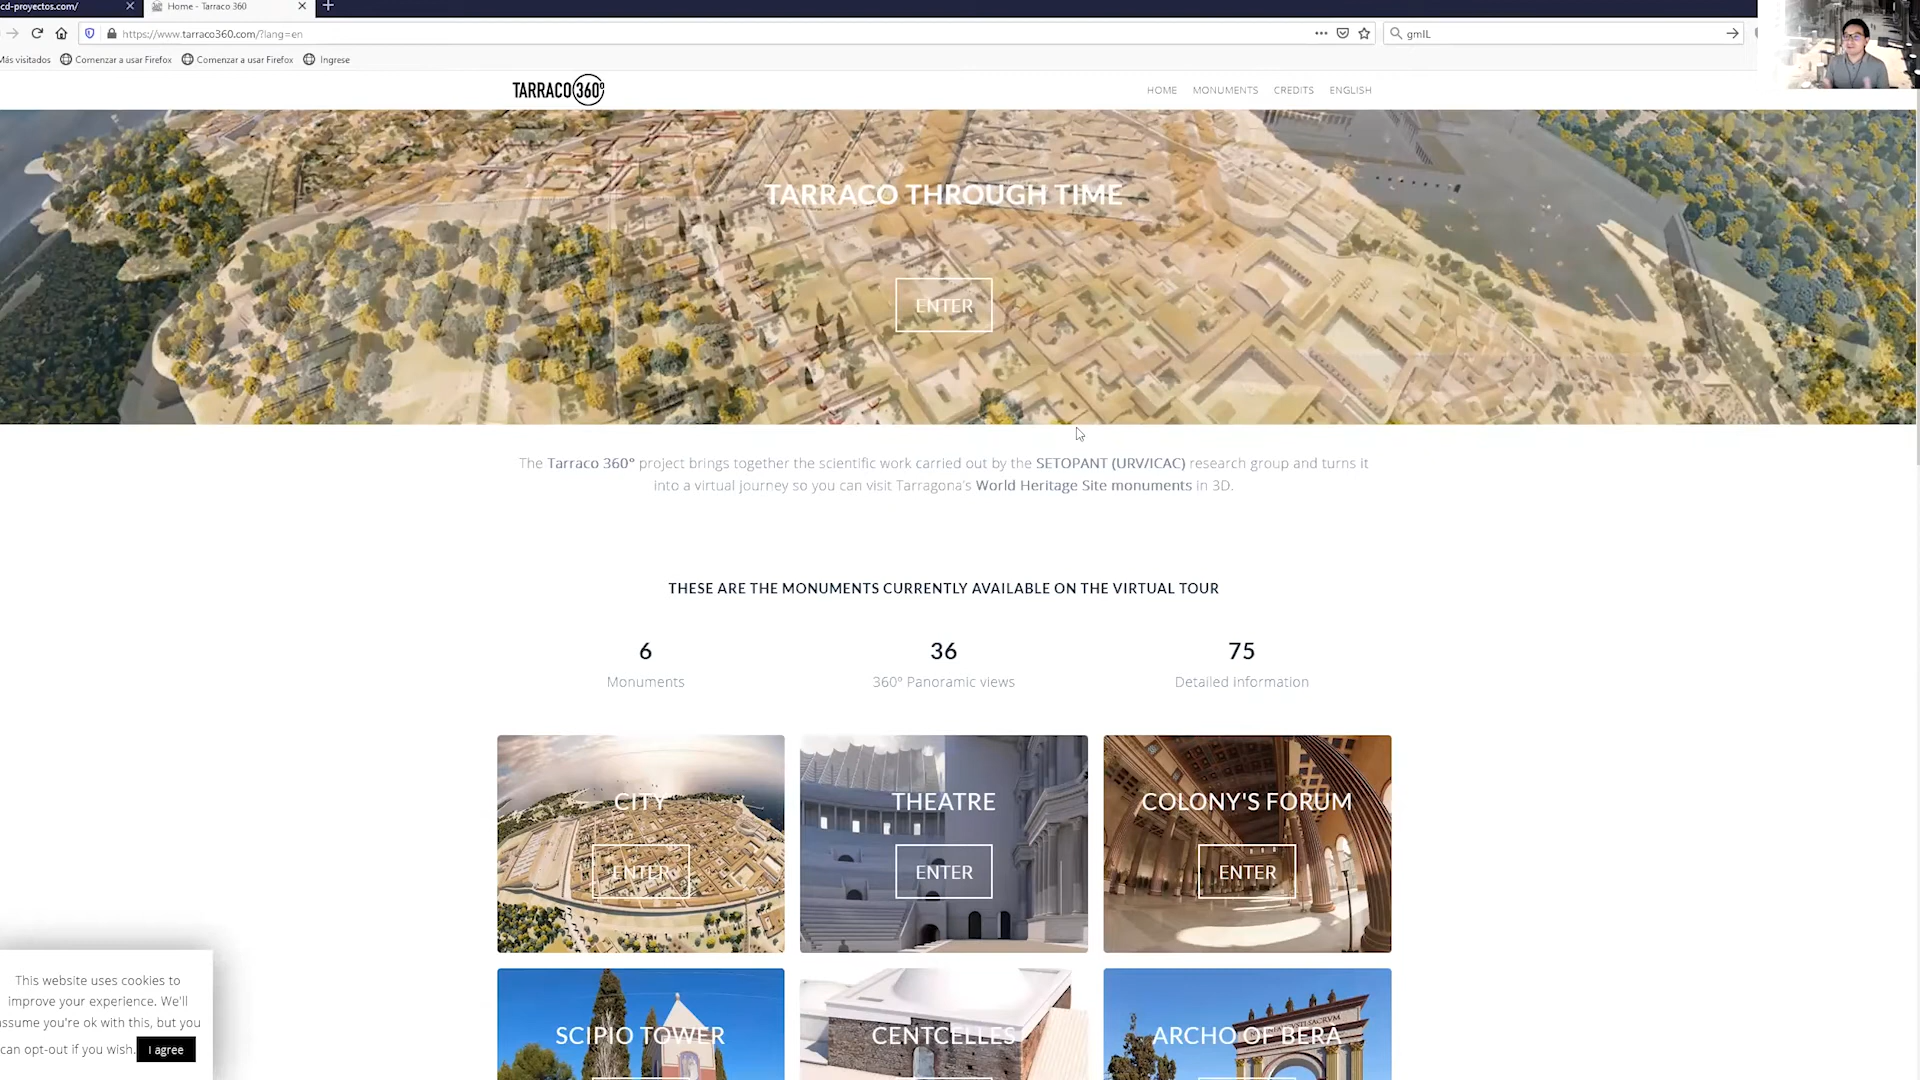 cd-proyectos.com/
Home - Tarraco 360
https://www.tarraco360.com/?lang=en
gmIL
Más visitados
Comenzar a usar Firefox
Comenzar a usar Firefox
Ingrese
TARRACO 360º
HOME
MONUMENTS
CREDITS
ENGLISH
TARRACO THROUGH TIME
ENTER
The Tarraco 360° project brings together the scientific work carried out by the SETOPANT (URV/ICAC) research group and turns it
into a virtual journey so you can visit Tarragona's World Heritage Site monuments in 3D.
THESE ARE THE MONUMENTS CURRENTLY AVAILABLE ON THE VIRTUAL TOUR
6
36
75
Monuments
360º Panoramic views
Detailed information
CITY
THEATRE
COLONY'S FORUM
ENTER
ENTER
ENTER
SCIPIO TOWER
CENTCELLES
ARCHO OF BERÀ
This website uses cookies to
improve your experience. We'll
assume you're ok with this, but you
can opt-out if you wish.
I agree